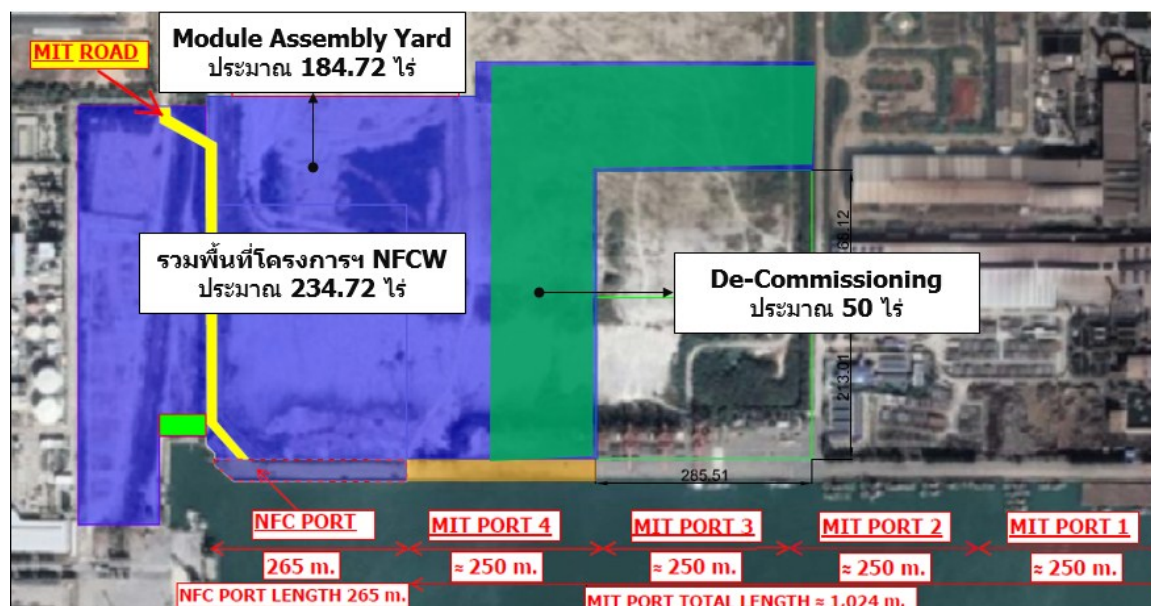 MIT ROAD
Module Assembly Yard
ประมาณ 184.72 ไร่
รวมพื้นที่โครงการฯ NFCW
ประมาณ 234.72 ไร่
De-Commissioning
ประมาณ 50 ไร่
213.01
285.51
NFC PORT
MIT PORT 4
MIT PORT 3
MIT PORT 2
MIT PORT 1
265 m.
≈ 250 m.
≈ 250 m.
≈ 250 m.
≈ 250 m.
NFC PORT LENGTH 265 m.
MIT PORT TOTAL LENGTH ≈ 1,024 m.